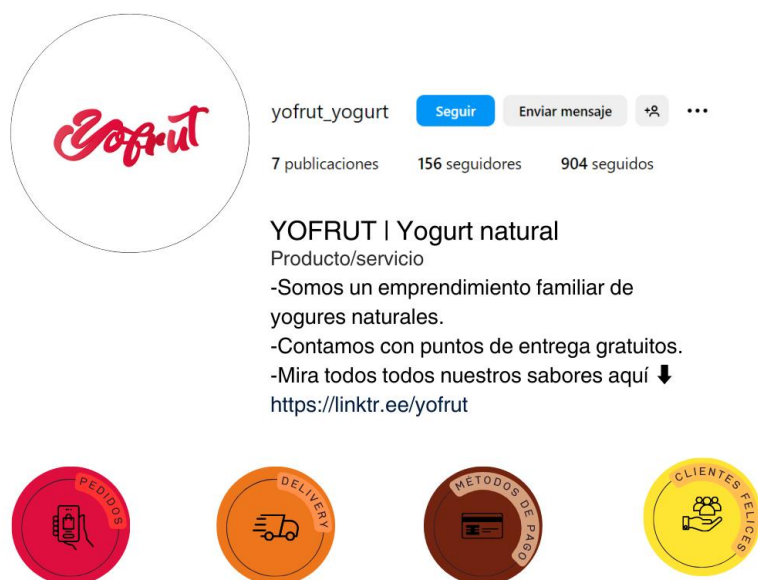 Yofrut
yofrut_yogurt Seguir Enviar mensaje
7 publicaciones 156 seguidores 904 seguidos
YOFRUT | Yogurt natural
Producto/servicio
-Somos un emprendimiento familiar de
yogures naturales.
-Contamos con puntos de entrega gratuitos.
-Mira todos todos nuestros sabores aquí ⬇
https://linktr.ee/yofrut
PEDIDOS
DELIVERY
MÉTODOS DE PAGO
CLIENTES FELICES